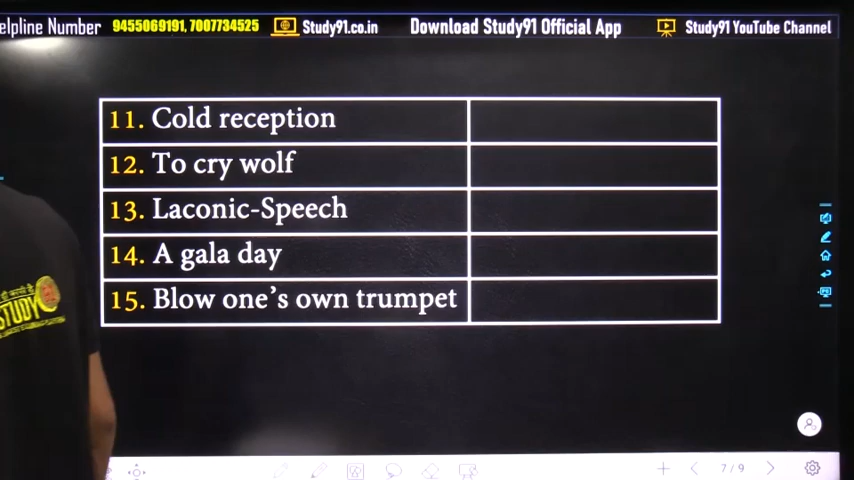 elpline Number 9455069191, 7007734525 Study91.co.in Download Study91 Official App Study91 YouTube Channel
11. Cold reception
12. To cry wolf
13. Laconic-Speech
14. A gala day
15. Blow one's own trumpet
STUDY
7/9